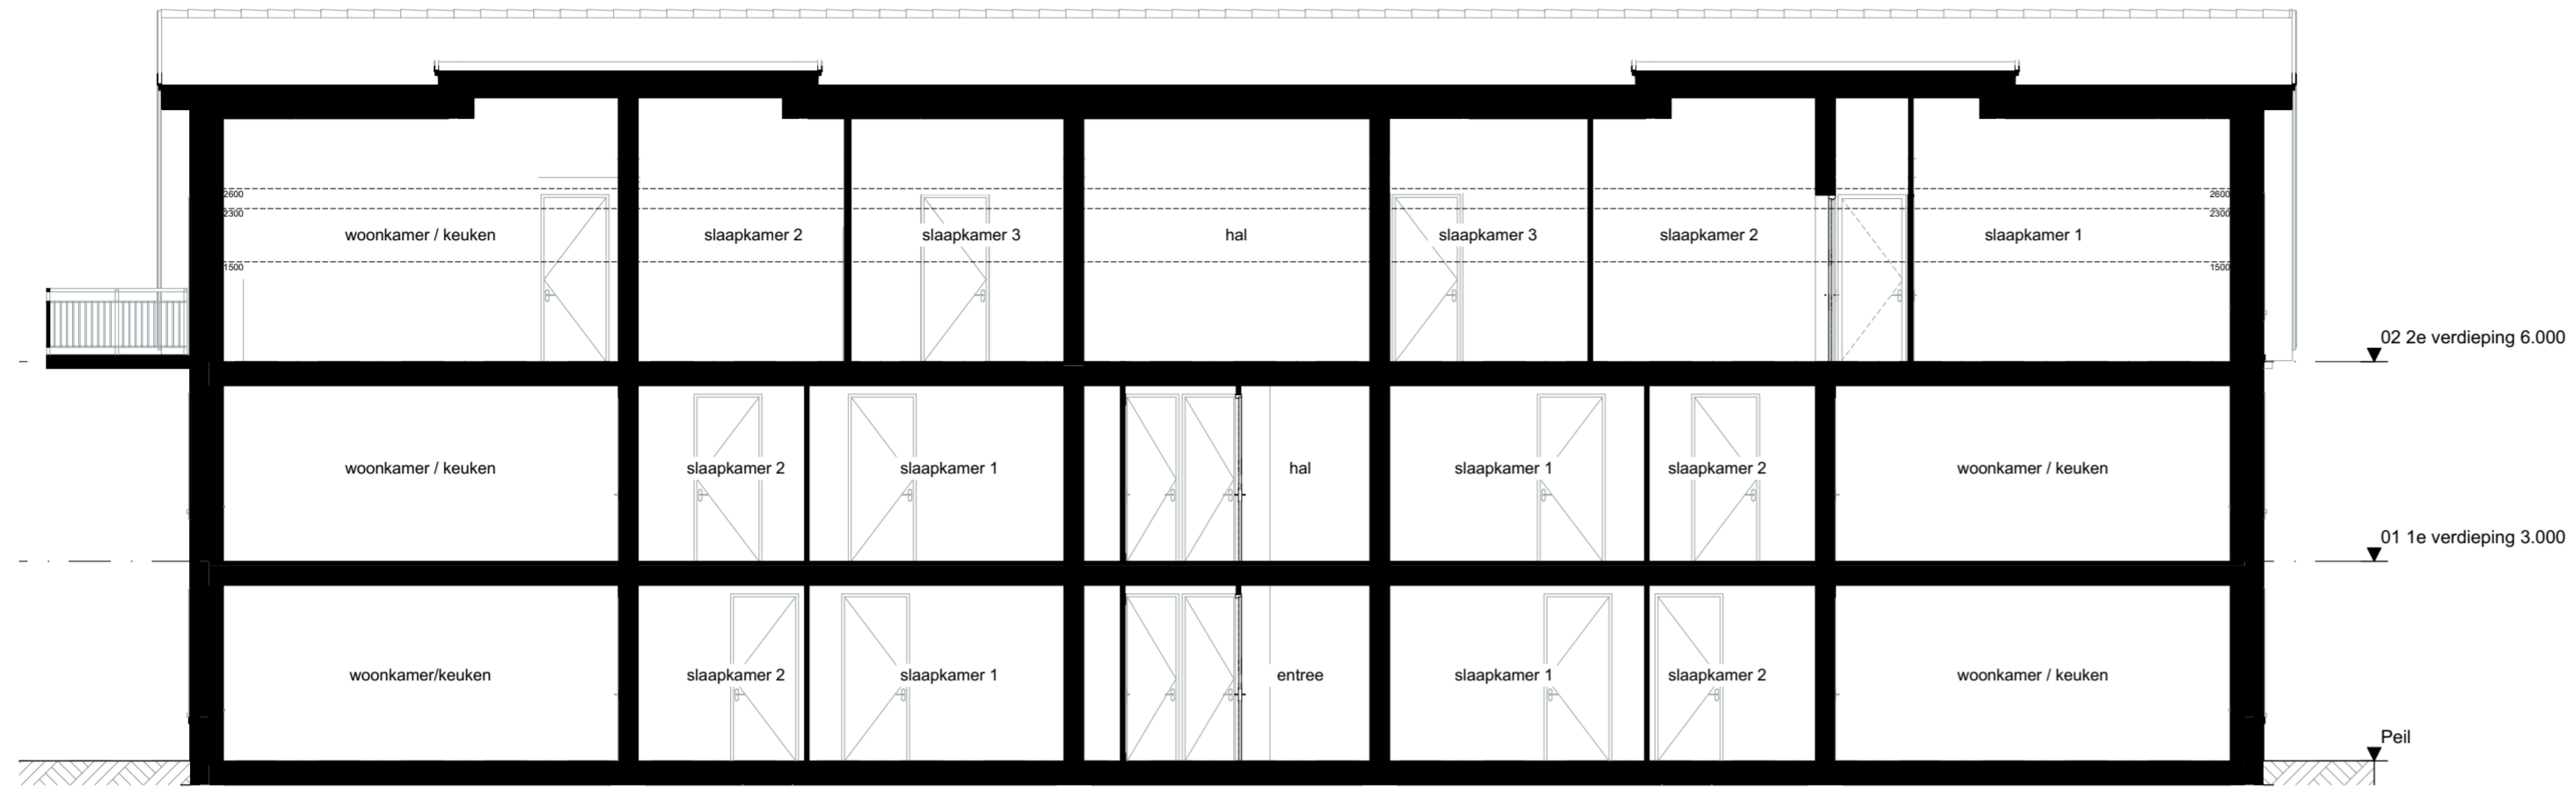 2600
2600
2300
2300
woonkamer / keuken
slaapkamer 2
slaapkamer 3
hal
slaapkamer 3
slaapkamer 2
slaapkamer 1
1500
1500
02 2e verdieping 6.000
woonkamer / keuken
slaapkamer 2
slaapkamer 1
hal
slaapkamer 1
slaapkamer 2
woonkamer / keuken
01 1e verdieping 3.000
woonkamer/keuken
slaapkamer 2
slaapkamer 1
entree
slaapkamer 1
slaapkamer 2
woonkamer / keuken
Peil